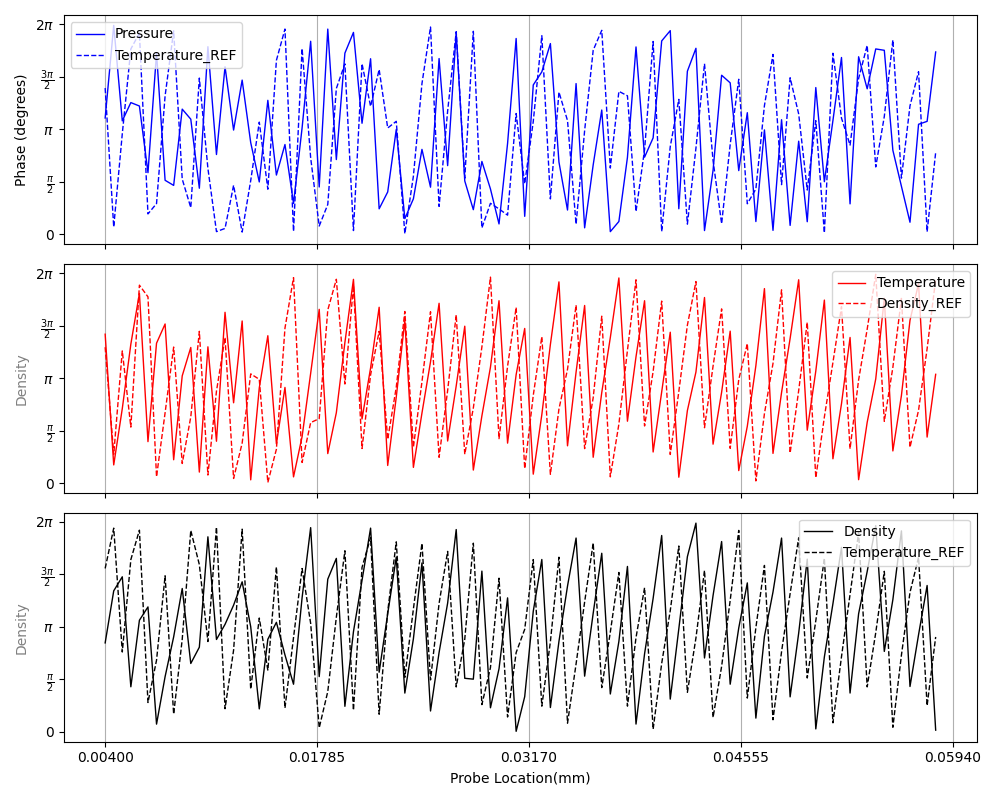 Phase (degrees)
2π
3π/2
π
π/2
0
Pressure
Temperature_REF
Density
2π
3π/2
π
π/2
0
Temperature
Density_REF
Density
2π
3π/2
π
π/2
0
Density
Temperature_REF
0.00400 0.01785 0.03170 0.04555 0.05940
Probe Location(mm)